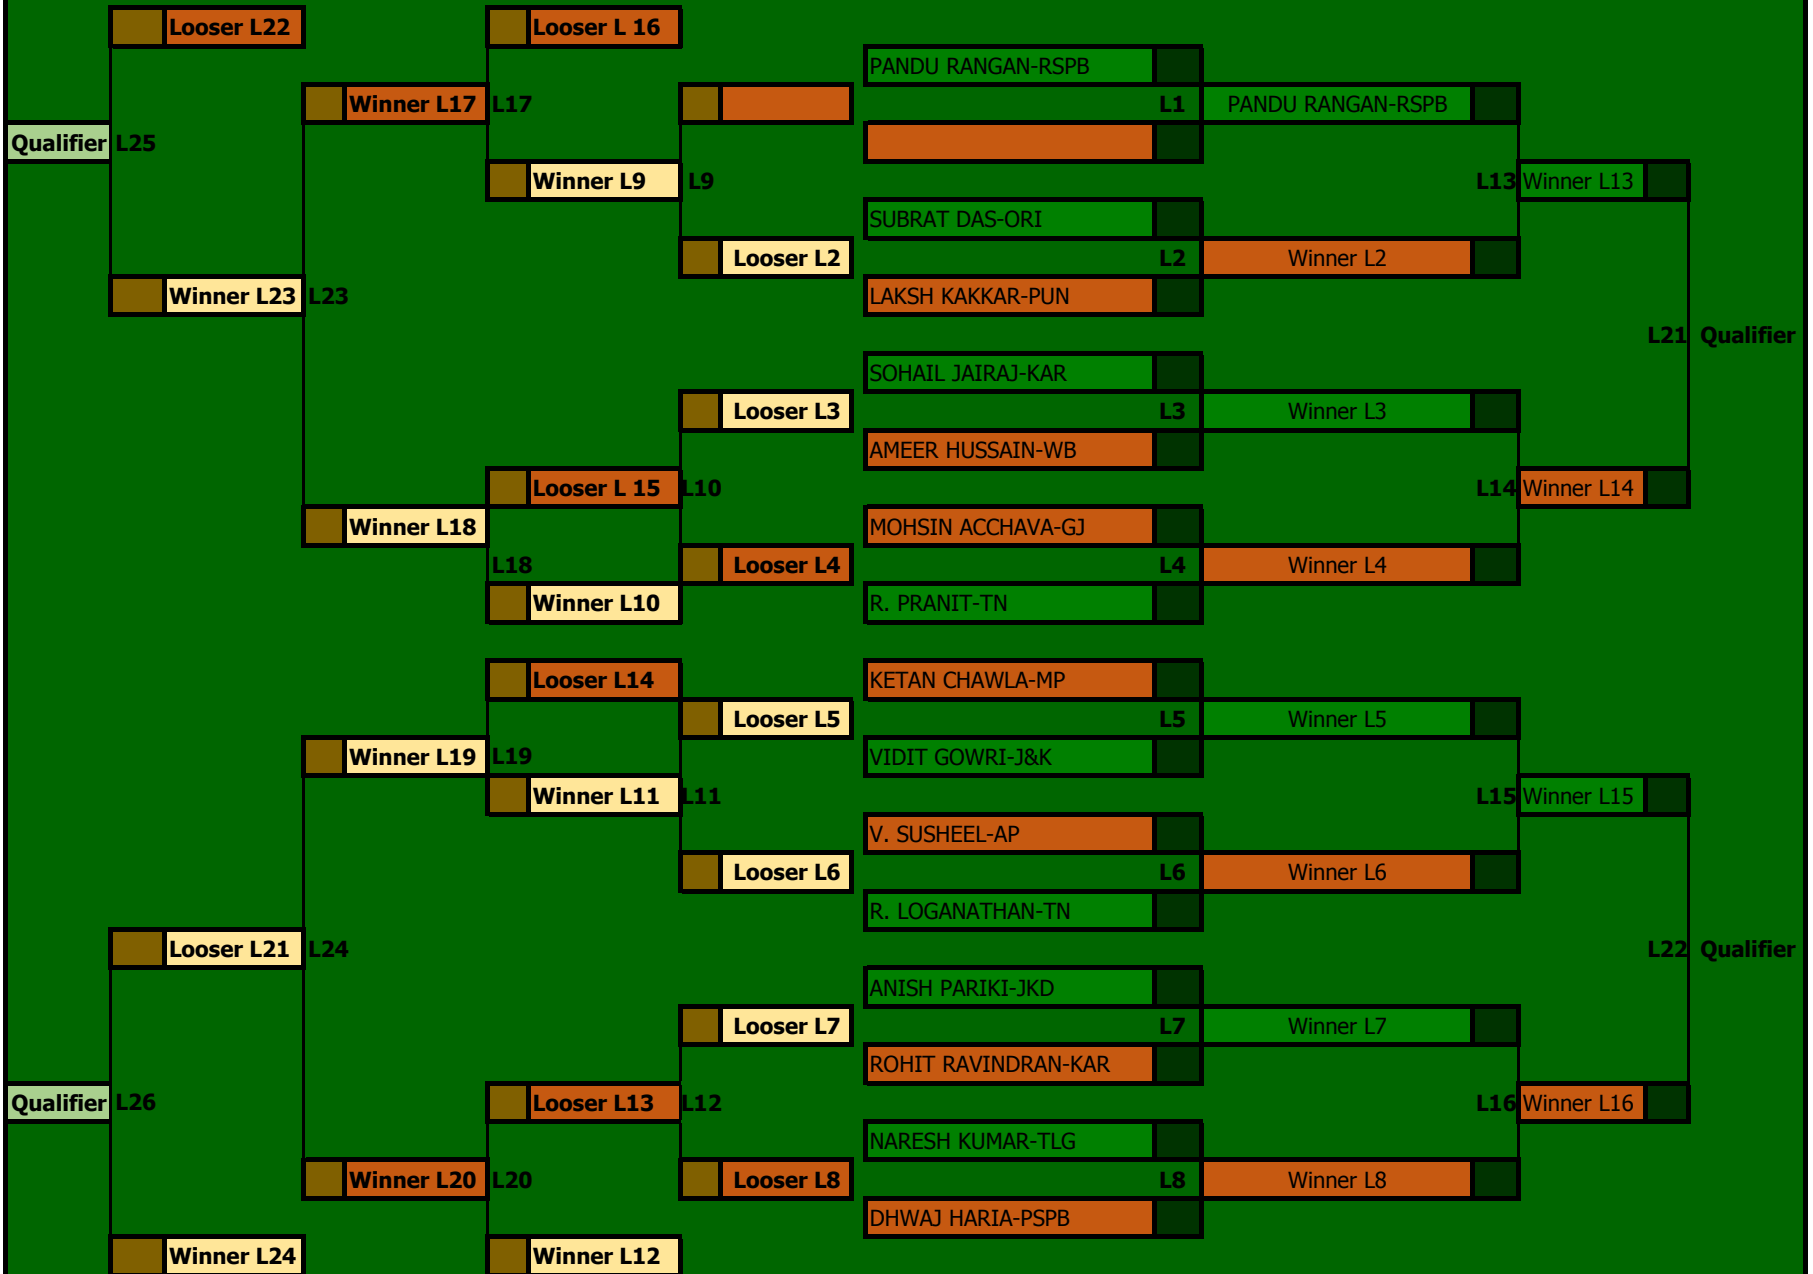 Looser L22 Looser L 16
PANDU RANGAN-RSPB
Winner L17 L17 L1 PANDU RANGAN-RSPB
Qualifier L25
Winner L9 L9 L13 Winner L13
SUBRAT DAS-ORI
Looser L2 L2 Winner L2
Winner L23 L23 LAKSH KAKKAR-PUN
L21 Qualifier
SOHAIL JAIRAJ-KAR
Looser L3 L3 Winner L3
AMEER HUSSAIN-WB
Looser L 15 L10 L14 Winner L14
Winner L18 MOHSIN ACCHAVA-GJ
L18 Looser L4 L4 Winner L4
Winner L10 R. PRANIT-TN
Looser L14 KETAN CHAWLA-MP
Looser L5 L5 Winner L5
Winner L19 L19 VIDIT GOWRI-J&K
Winner L11 L11 L15 Winner L15
V. SUSHEEL-AP
Looser L6 L6 Winner L6
R. LOGANATHAN-TN
Looser L21 L24 L22 Qualifier
ANISH PARIKI-JKD
Looser L7 L7 Winner L7
ROHIT RAVINDRAN-KAR
Qualifier L26 Looser L13 L12 L16 Winner L16
NARESH KUMAR-TLG
Winner L20 L20 Looser L8 L8 Winner L8
DHWAJ HARIA-PSPB
Winner L24 Winner L12